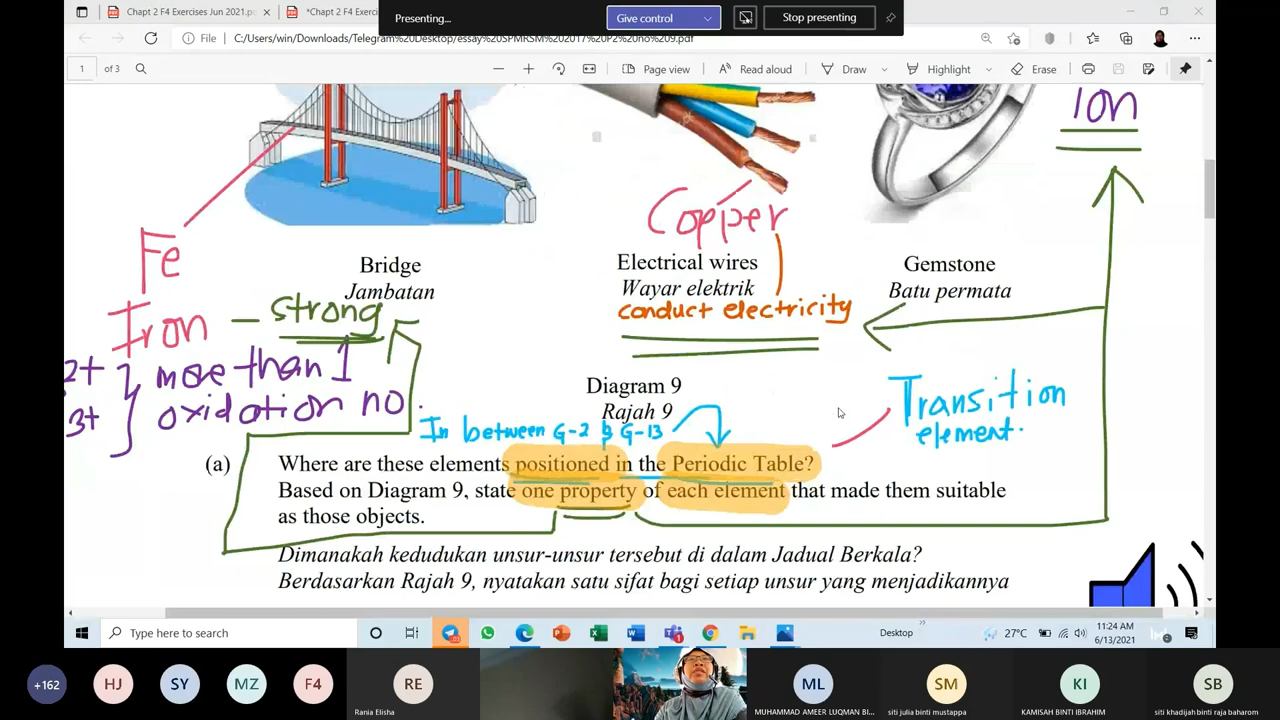 Chapt 2 F4 Exercises Jun 2021.pdf
*Chapt 2 F4 Exerci
Presenting...
Give control
Stop presenting
File
C:/Users/win/Downloads/Telegram%20Desktop/essay%20SPMRSM%202017%20P2%20no%209.pdf
1
of 3
Page view
Read aloud
Draw
Highlight
Erase
Ion
Copper
Fe
Iron
strong
Bridge
Jambatan
Electrical wires
Wayar elektrik
conduct electricity
Gemstone
Batu permata
2+
3+
more than 1
oxidation no.
Diagram 9
Rajah 9
In between G-2 & G-13
Transition
element.
(a)
Where are these elements positioned in the Periodic Table?
Based on Diagram 9, state one property of each element that made them suitable
as those objects.
Dimanakah kedudukan unsur-unsur tersebut di dalam Jadual Berkala?
Berdasarkan Rajah 9, nyatakan satu sifat bagi setiap unsur yang menjadikannya
Type here to search
Desktop
27°C
11:24 AM
6/13/2021
+162
HJ
SY
MZ
F4
RE
Rania Elisha
ML
MUHAMMAD AMEER LUQMAN BI...
SM
siti julia binti mustappa
KI
KAMISAH BINTI IBRAHIM
SB
siti khadijah binti raja baharom